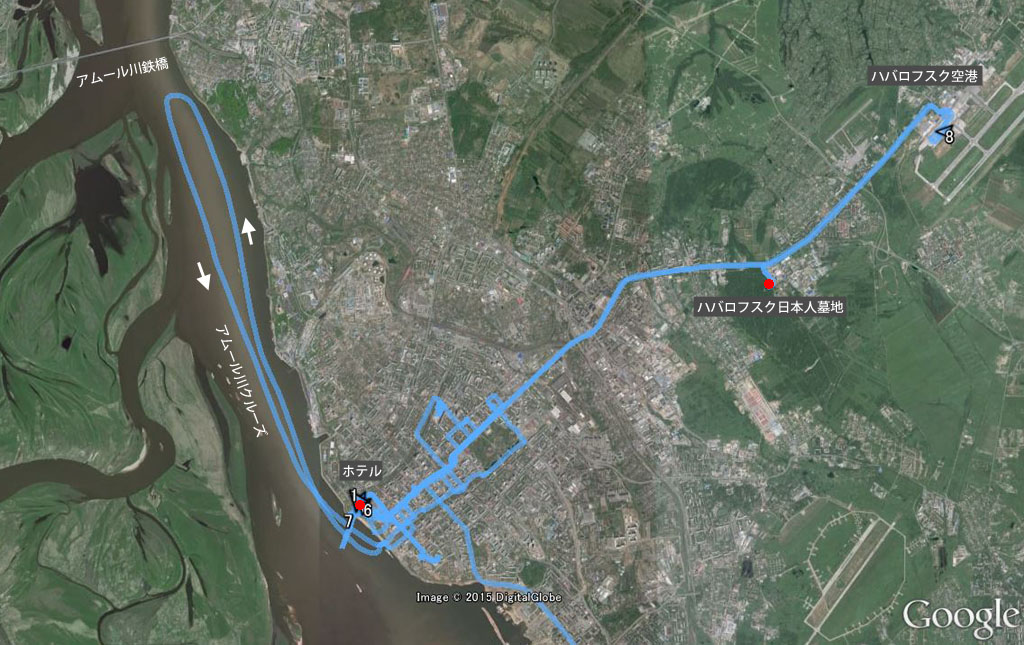 アムール川鉄橋
ハバロフスク空港
8
ハバロフスク日本人墓地
アムール川クルーズ
ホテル
1
6
7
Image © 2015 DigitalGlobe
Google